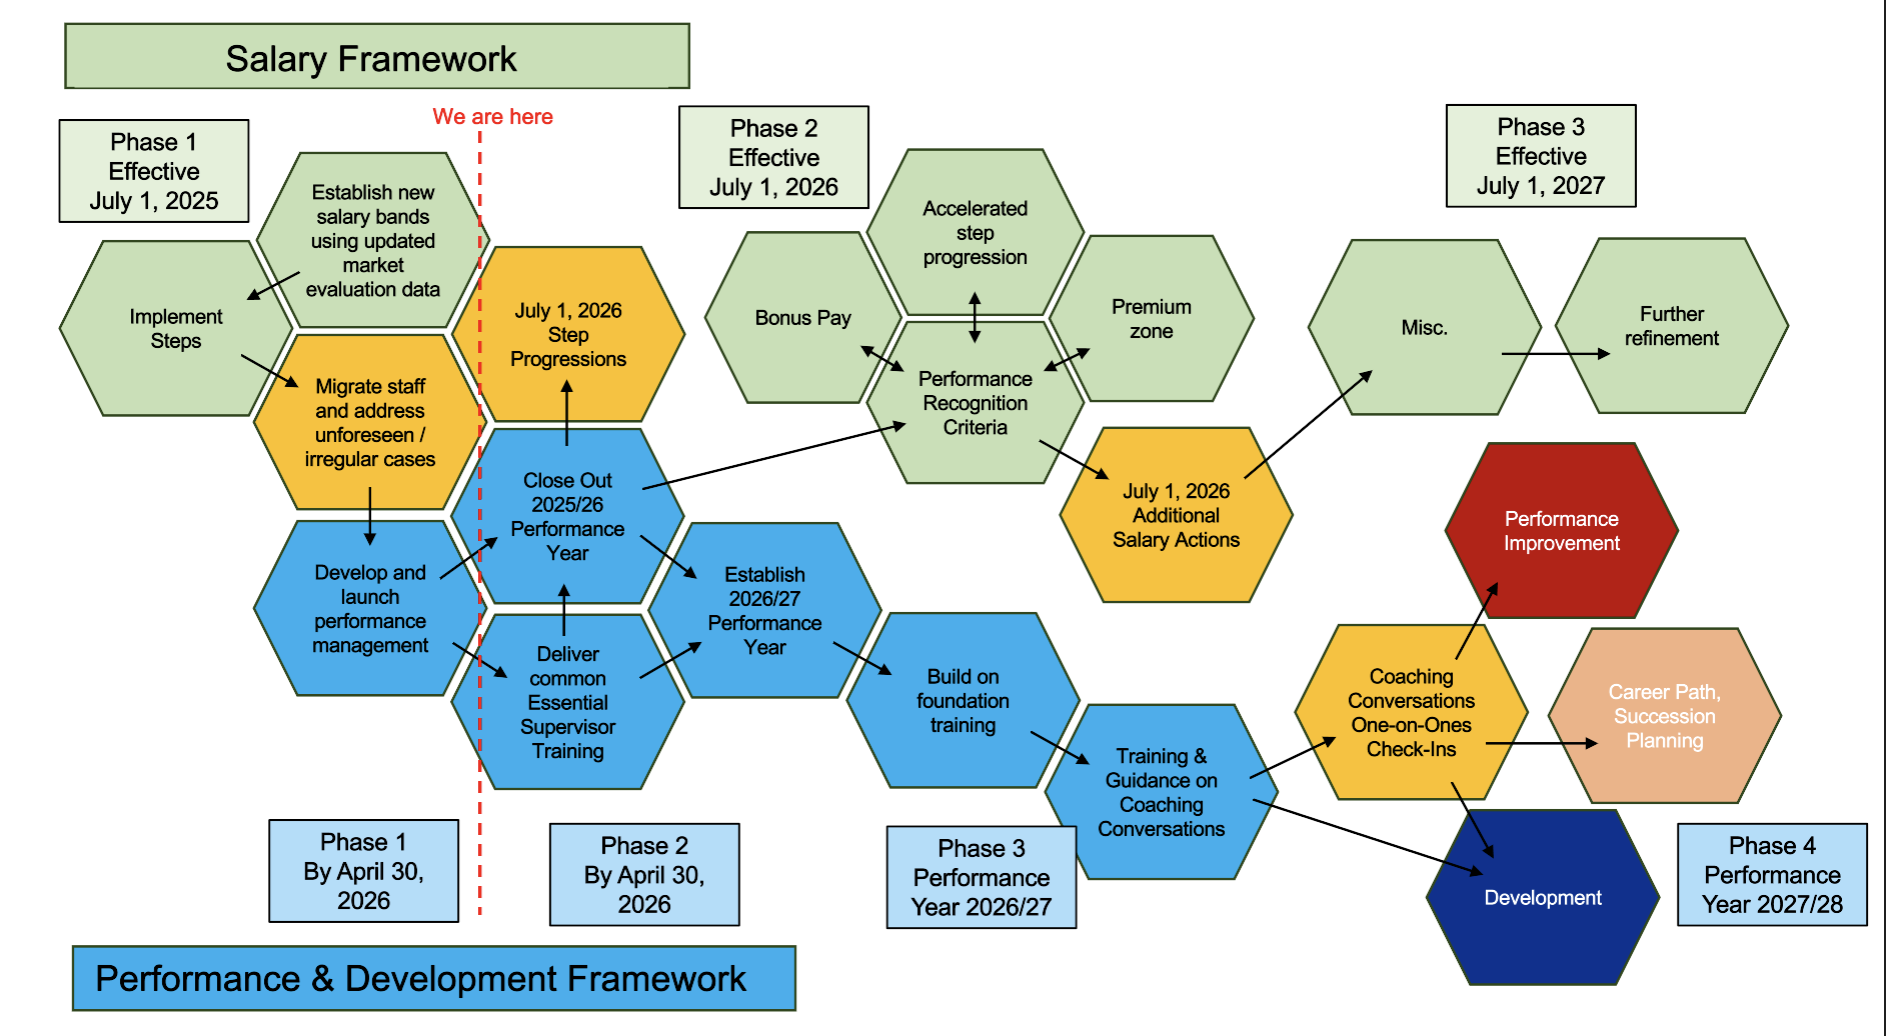 Salary Framework
We are here
Phase 1
Effective
July 1, 2025
Phase 2
Effective
July 1, 2026
Phase 3
Effective
July 1, 2027
Establish new
salary bands
using updated
market
evaluation data
Implement
Steps
Migrate staff
and address
unforeseen /
irregular cases
July 1, 2026
Step
Progressions
Accelerated
step
progression
Bonus Pay
Premium
zone
Performance
Recognition
Criteria
July 1, 2026
Additional
Salary Actions
Misc.
Further
refinement
Develop and
launch
performance
management
Close Out
2025/26
Performance
Year
Deliver
common
Essential
Supervisor
Training
Establish
2026/27
Performance
Year
Build on
foundation
training
Training &
Guidance on
Coaching
Conversations
Coaching
Conversations
One-on-Ones
Check-Ins
Performance
Improvement
Career Path,
Succession
Planning
Development
Phase 1
By April 30,
2026
Phase 2
By April 30,
2026
Phase 3
Performance
Year 2026/27
Phase 4
Performance
Year 2027/28
Performance & Development Framework